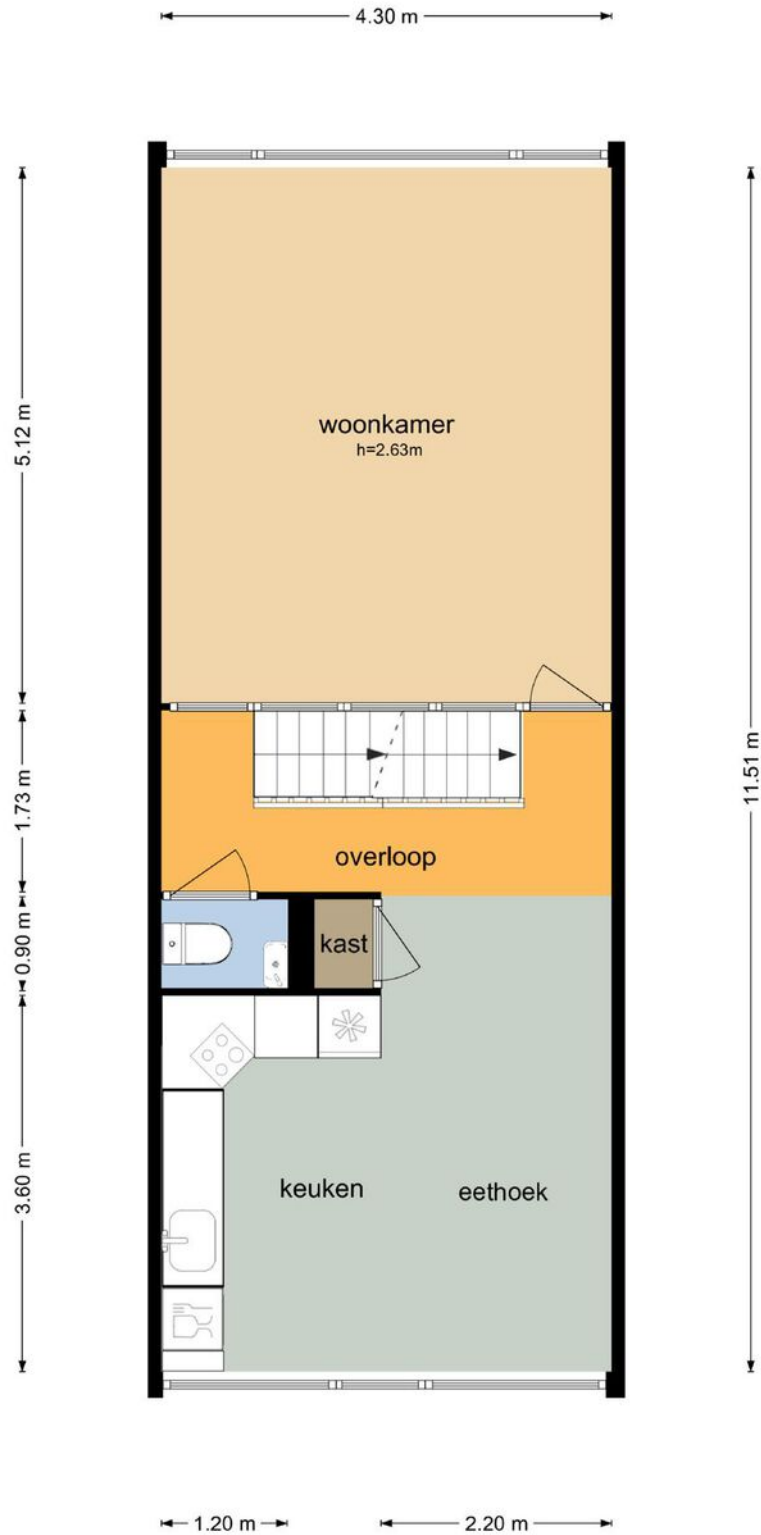 4.30 m
5.12 m
woonkamer
h=2.63m
11.51 m
1.73 m
overloop
0.90 m
kast
3.60 m
keuken
eethoek
1.20 m
2.20 m